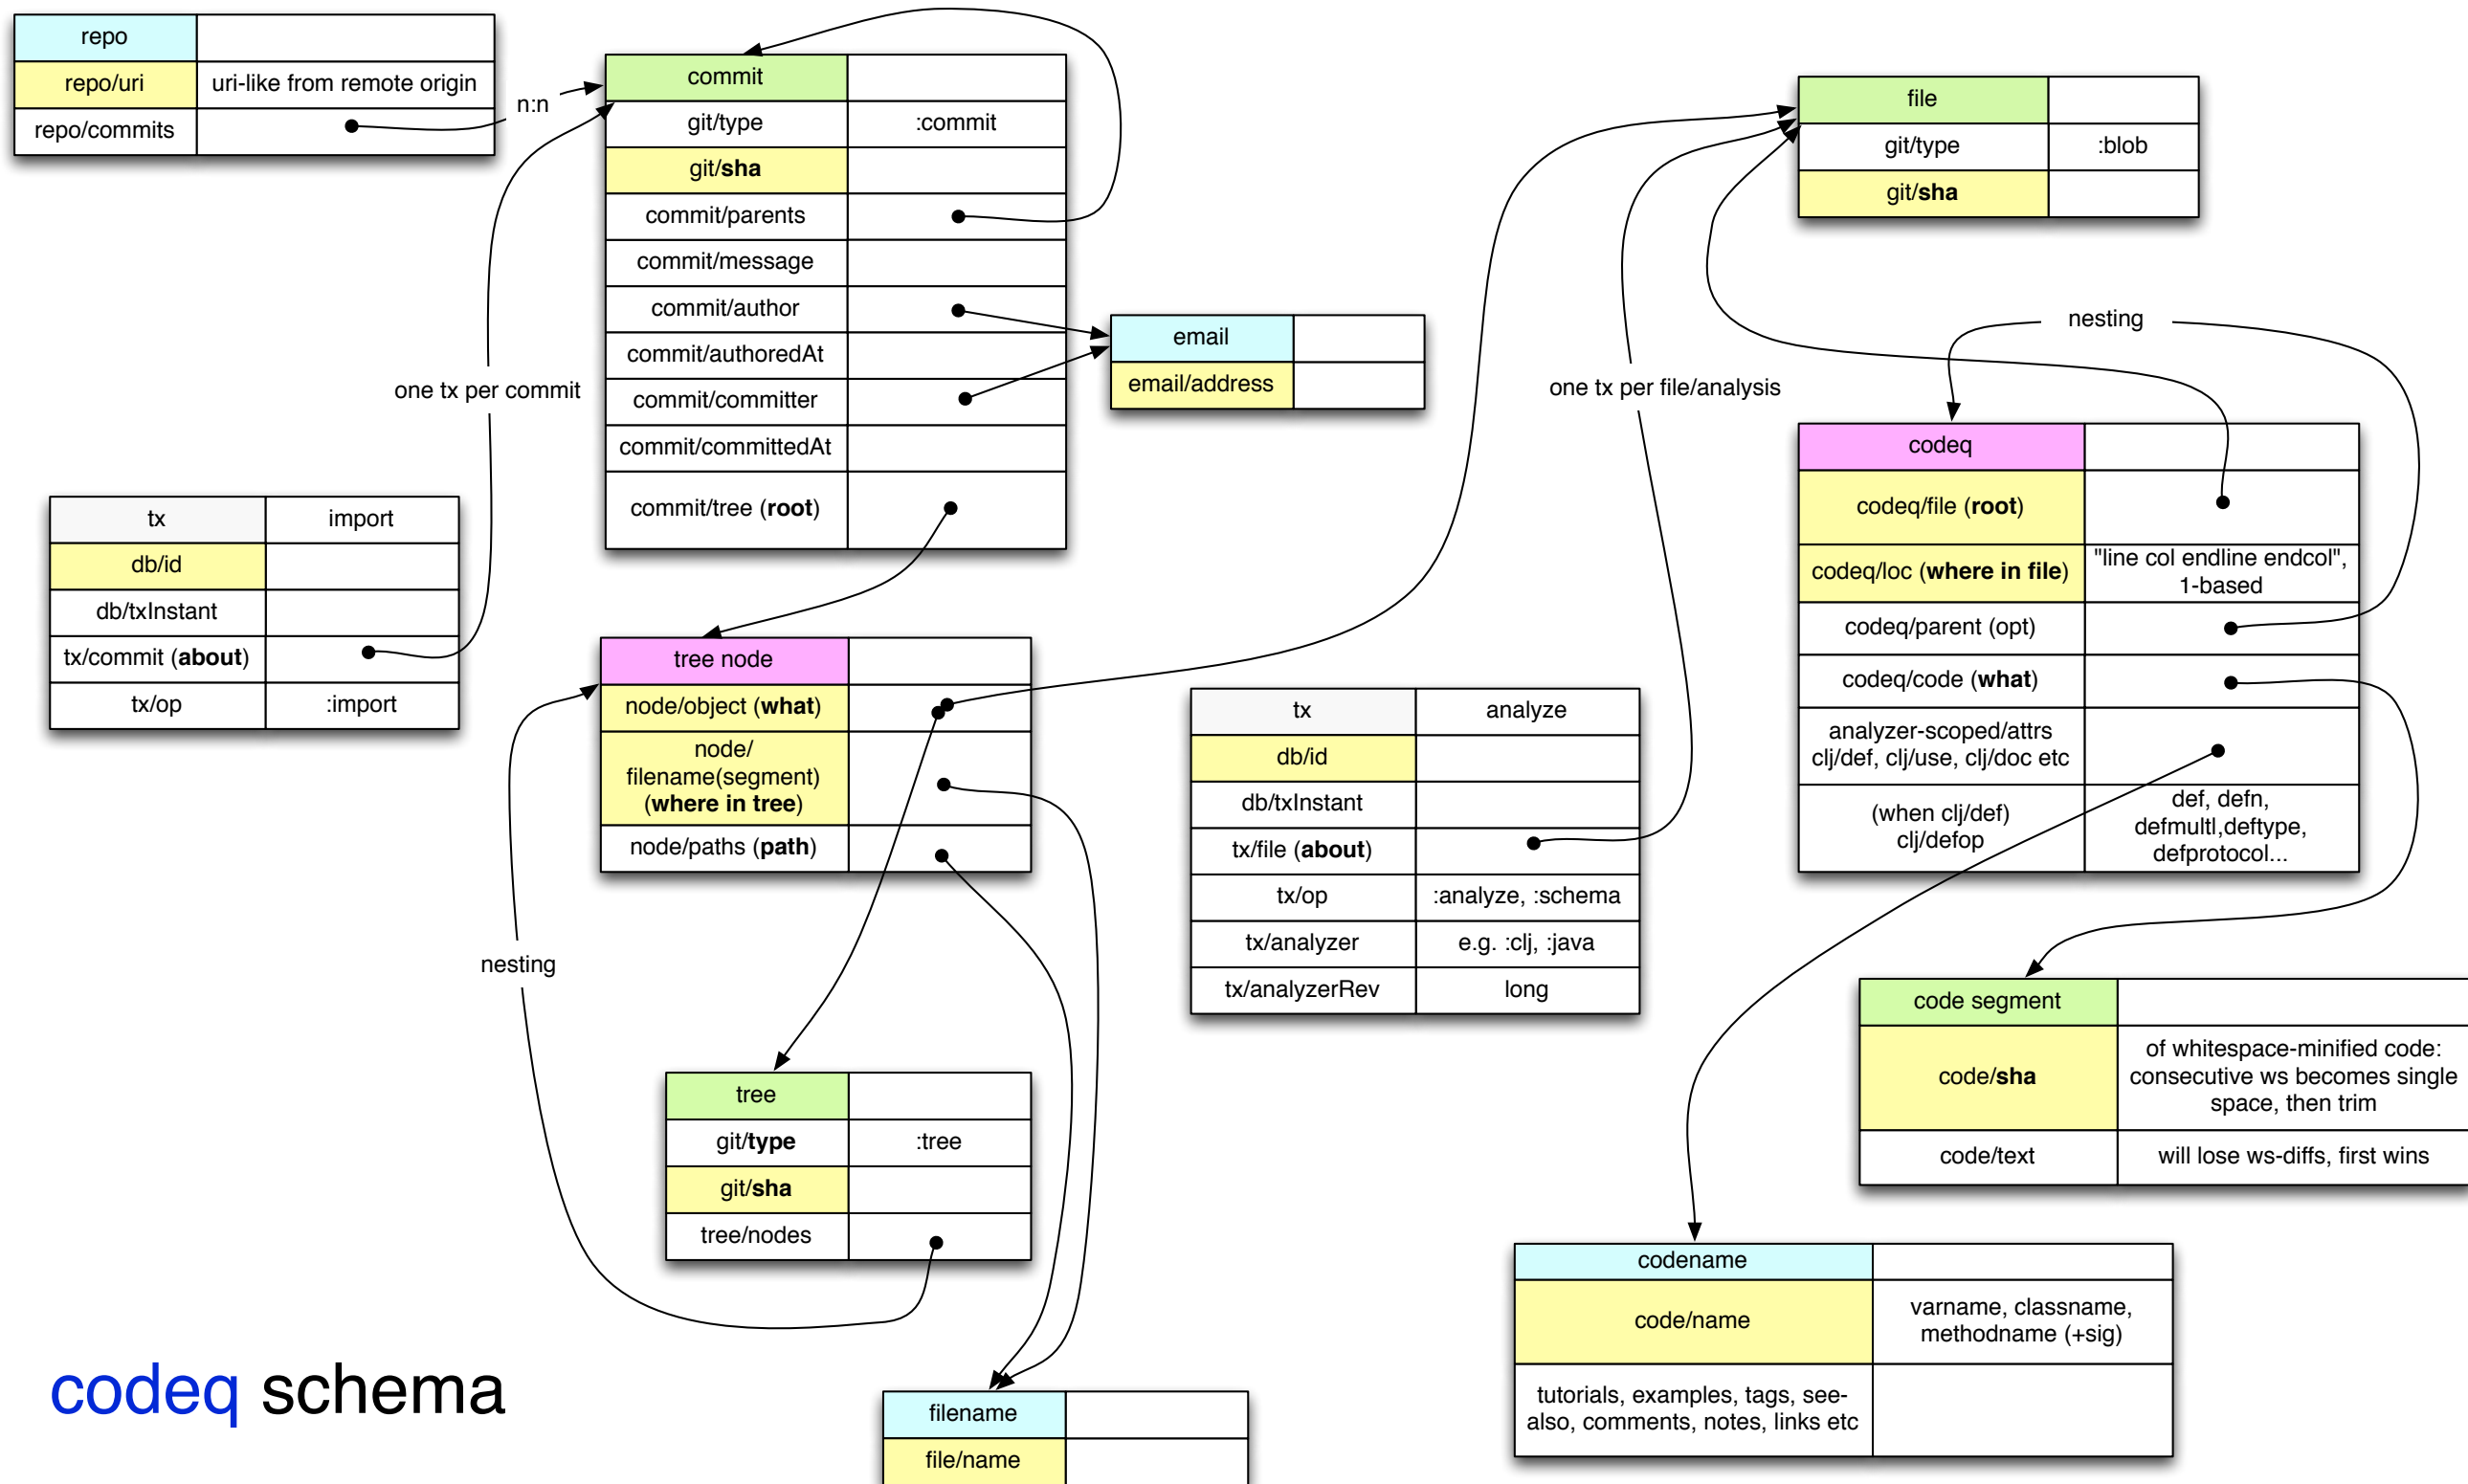 repo
repo/uri
uri-like from remote origin
repo/commits
n:n
commit
git/type
:commit
git/sha
commit/parents
commit/message
commit/author
commit/authoredAt
commit/committer
commit/committedAt
commit/tree (root)
email
email/address
one tx per commit
tx
import
db/id
db/txInstant
tx/commit (about)
tx/op
:import
tree node
node/object (what)
node/
filename(segment)
(where in tree)
node/paths (path)
nesting
tree
git/type
:tree
git/sha
tree/nodes
filename
file/name
file
git/type
:blob
git/sha
one tx per file/analysis
tx
analyze
db/id
db/txInstant
tx/file (about)
tx/op
:analyze, :schema
tx/analyzer
e.g. :clj, :java
tx/analyzerRev
long
nesting
codeq
codeq/file (root)
codeq/loc (where in file)
"line col endline endcol",
1-based
codeq/parent (opt)
codeq/code (what)
analyzer-scoped/attrs
clj/def, clj/use, clj/doc etc
(when clj/def)
clj/defop
def, defn,
defmultl,deftype,
defprotocol...
code segment
code/sha
of whitespace-minified code:
consecutive ws becomes single
space, then trim
code/text
will lose ws-diffs, first wins
codename
code/name
varname, classname,
methodname (+sig)
tutorials, examples, tags, see-
also, comments, notes, links etc
codeq schema